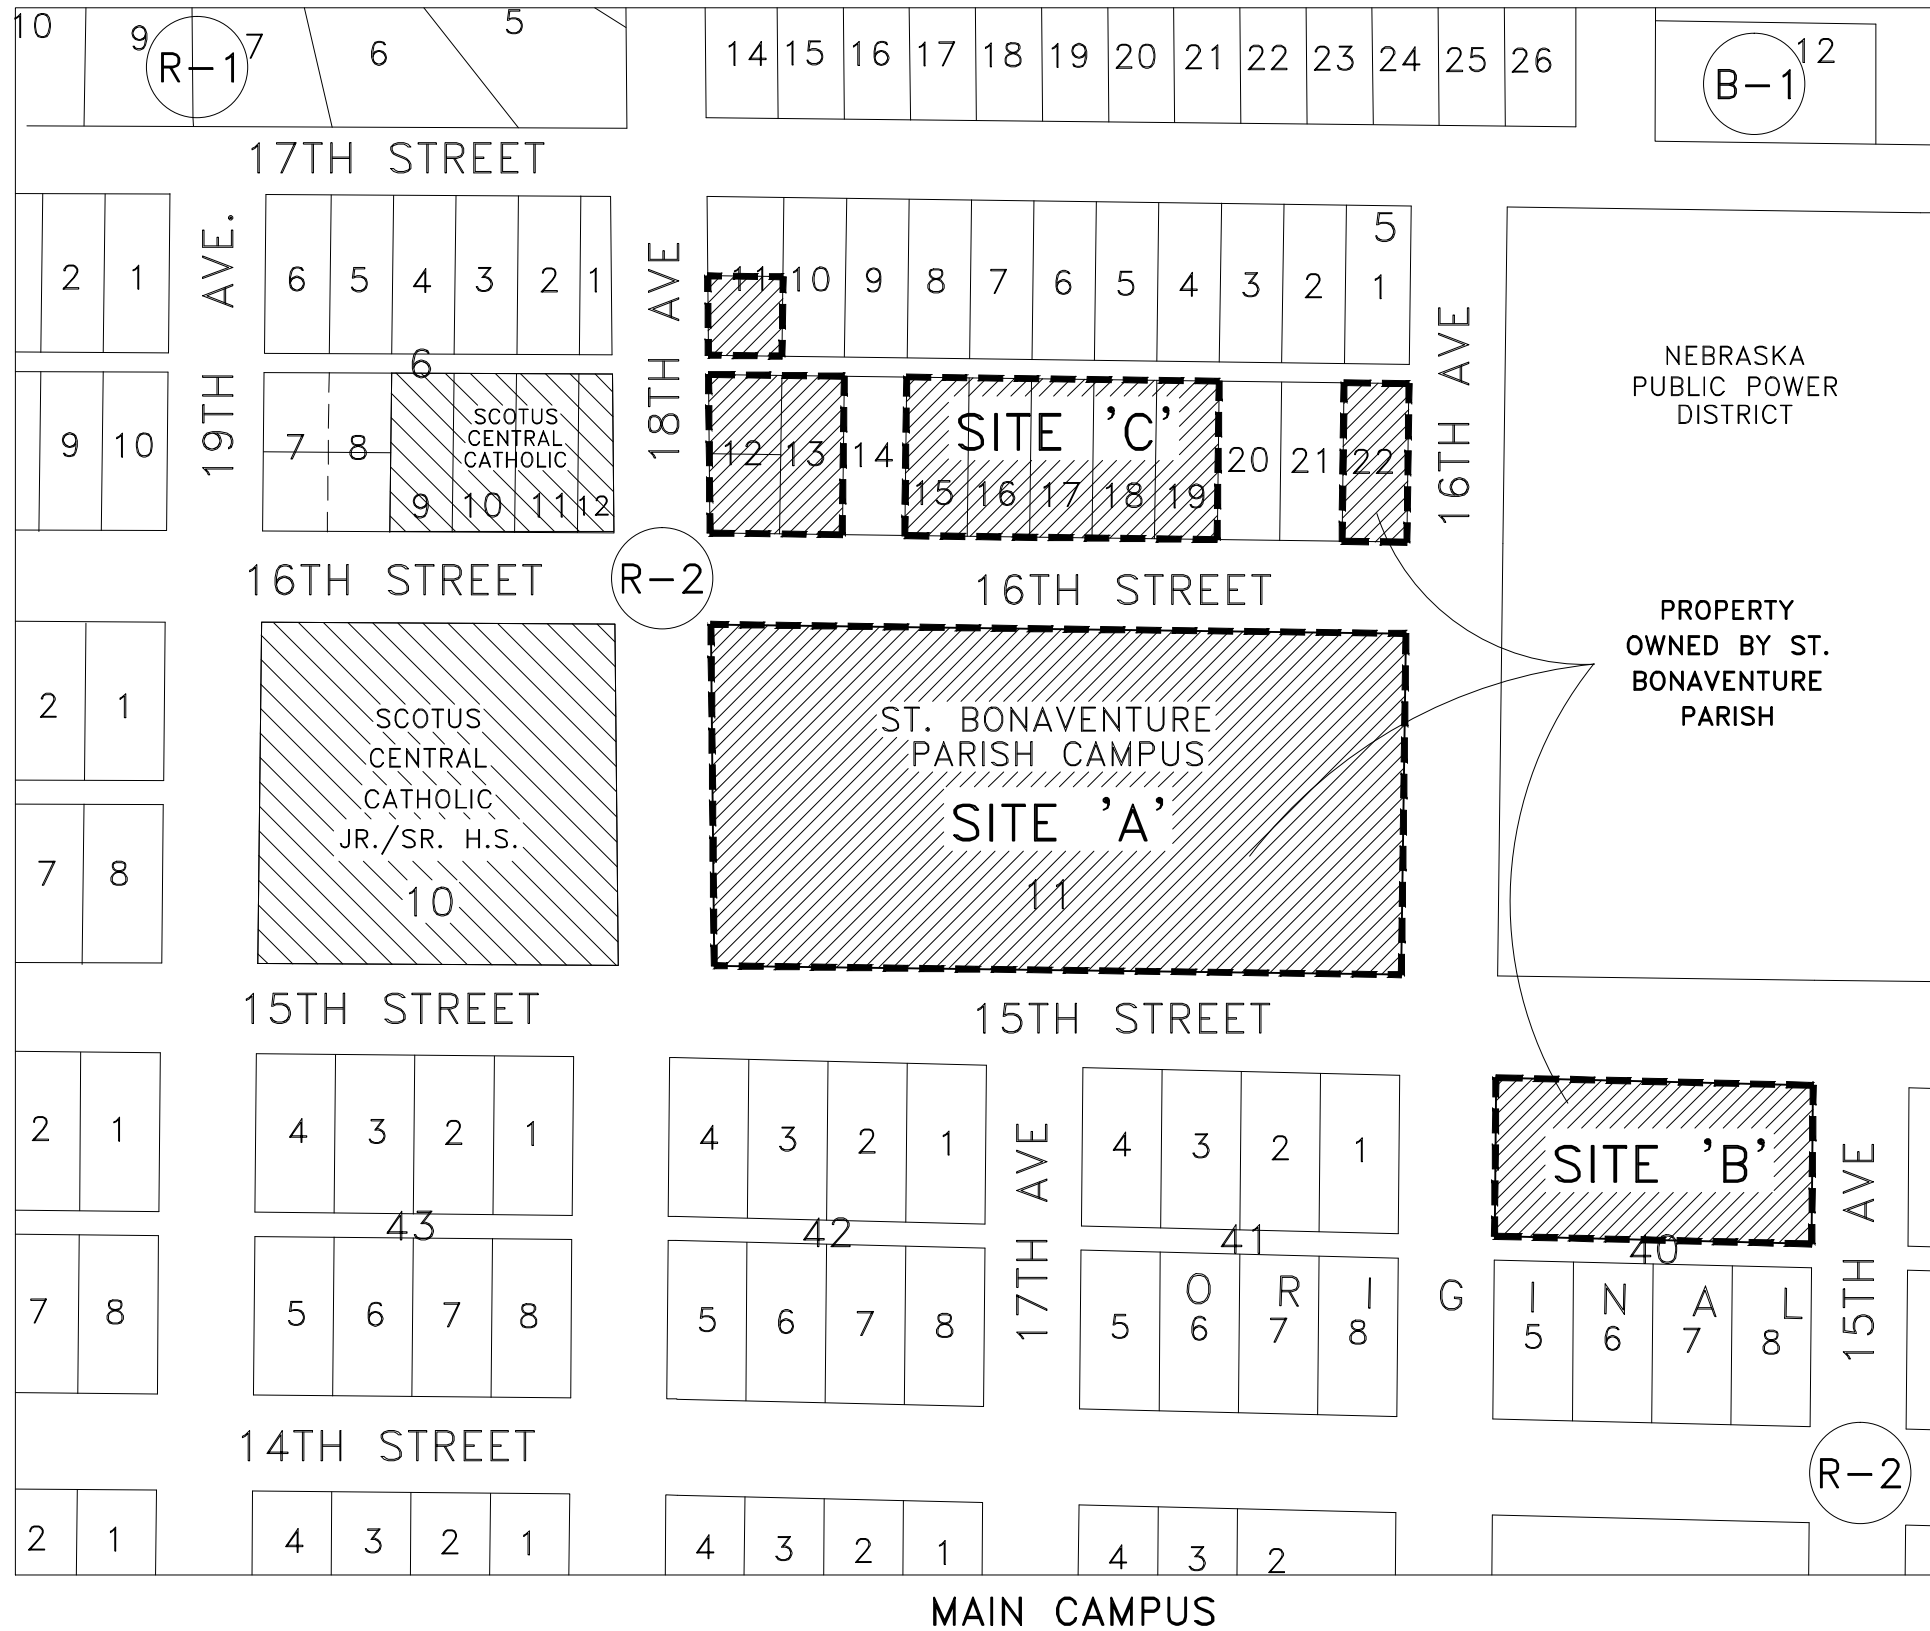 10
9
R-1
7
6
5
14 15 16 17 18 19 20 21 22 23 24 25 26
B-1
12
17TH STREET
2 1
19TH AVE.
6 5 4 3 2 1
6
18TH AVE
11 10 9 8 7 6 5 4 3 2 1
5
16TH AVE
NEBRASKA
PUBLIC POWER
DISTRICT
9 10
7 8
SCOTUS
CENTRAL
CATHOLIC
9 10 11 12
12 13 14
SITE 'C'
15 16 17 18 19
20 21 22
16TH STREET
R-2
16TH STREET
PROPERTY
OWNED BY ST.
BONAVENTURE
PARISH
2 1
SCOTUS
CENTRAL
CATHOLIC
JR./SR. H.S.
10
ST. BONAVENTURE
PARISH CAMPUS
SITE 'A'
11
7 8
15TH STREET
15TH STREET
2 1
4 3 2 1
43
4 3 2 1
42
17TH AVE
4 3 2 1
41
SITE 'B'
40
15TH AVE
7 8
5 6 7 8
5 6 7 8
O R I G I N A L
5 6 7 8
5 6 7 8
14TH STREET
R-2
2 1
4 3 2 1
4 3 2 1
4 3 2
MAIN CAMPUS